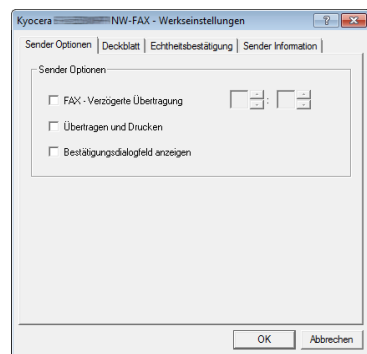 Kyocera NW-FAX - Werkseinstellungen
Sender Optionen Deckblatt Echtheitsbestätigung Sender Information
Sender Optionen
FAX - Verzögerte Übertragung :
Übertragen und Drucken
Bestätigungsdialogfeld anzeigen
OK Abbrechen